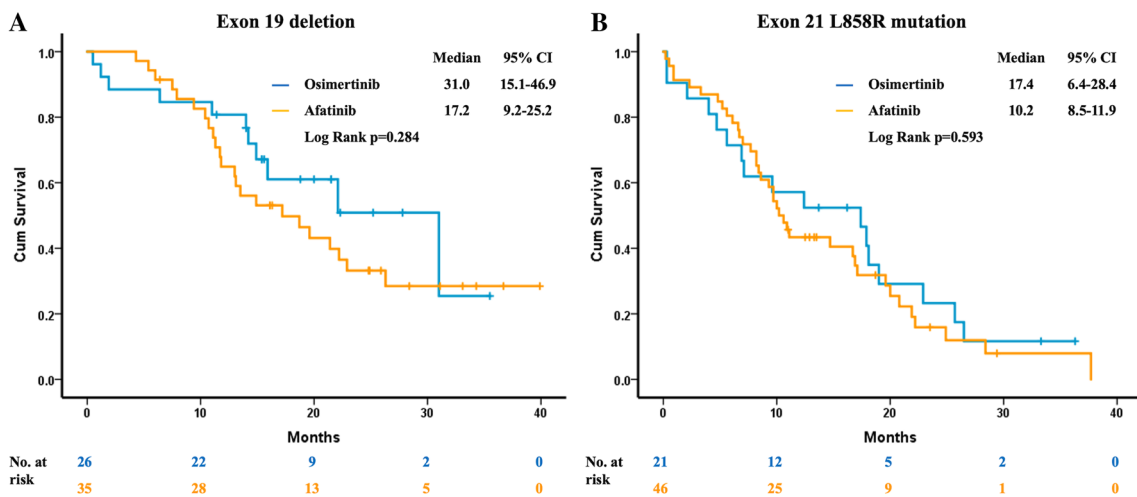 A
Exon 19 deletion
Median 95% CI
Osimertinib 31.0 15.1-46.9
Afatinib 17.2 9.2-25.2
Log Rank p=0.284
Cum Survival
1.0
0.8
0.6
0.4
0.2
0.0
0 10 20 30 40
Months
No. at risk
26 22 9 2 0
35 28 13 5 0
B
Exon 21 L858R mutation
Median 95% CI
Osimertinib 17.4 6.4-28.4
Afatinib 10.2 8.5-11.9
Log Rank p=0.593
Cum Survival
1.0
0.8
0.6
0.4
0.2
0.0
0 10 20 30 40
Months
No. at risk
21 12 5 2 0
46 25 9 1 0